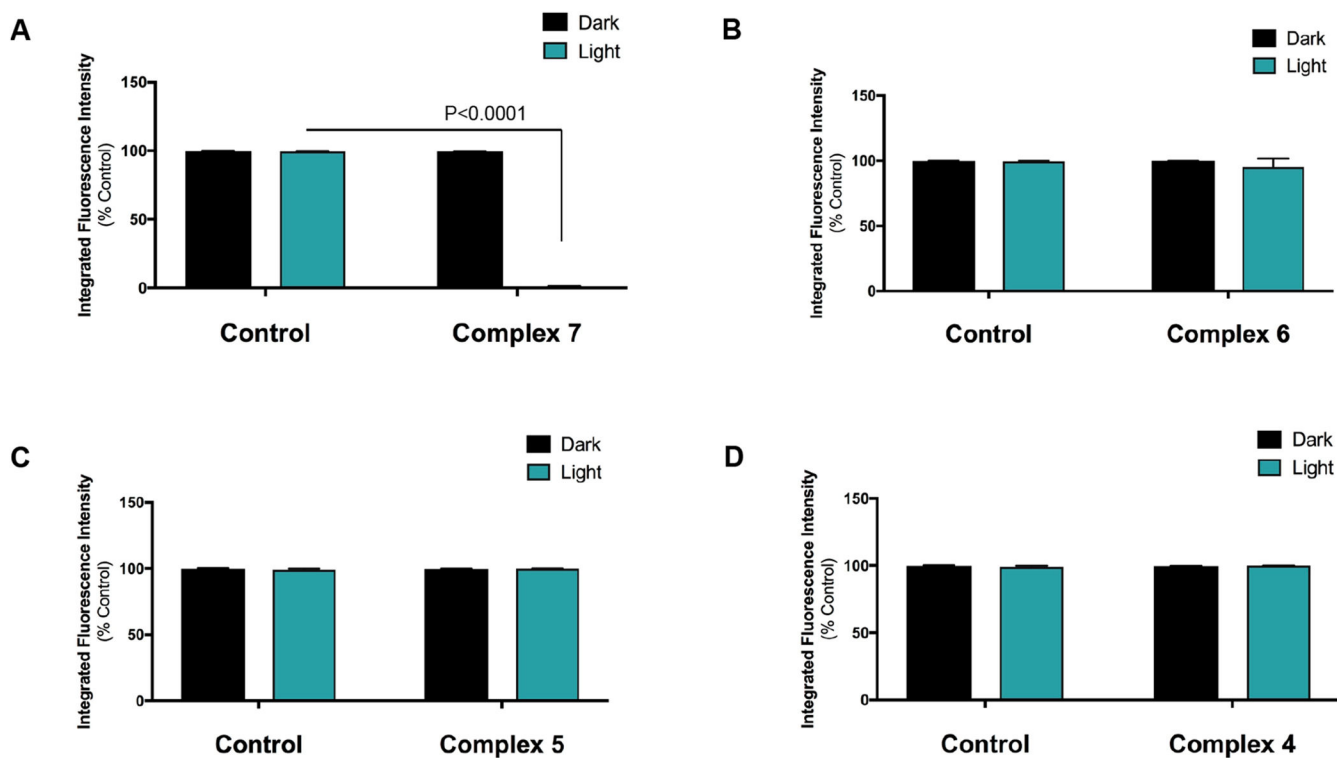 A
Dark
Light
Integrated Fluorescence Intensity
(% Control)
150
100
50
0
P<0.0001
Control
Complex 7
B
Dark
Light
Integrated Fluorescence Intensity
(% Control)
150
100
50
0
Control
Complex 6
C
Dark
Light
Integrated Fluorescence Intensity
(% Control)
150
100
50
0
Control
Complex 5
D
Dark
Light
Integrated Fluorescence Intensity
(% Control)
150
100
50
0
Control
Complex 4